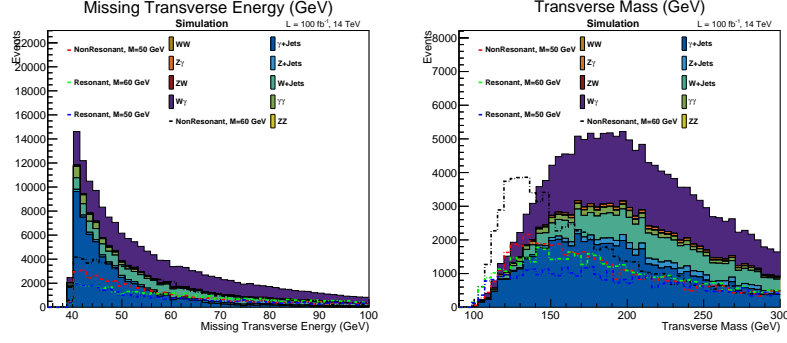 Missing Transverse Energy (GeV)
Simulation
L = 100 fb⁻¹, 14 TeV
Events
22000
20000
18000
16000
14000
12000
10000
8000
6000
4000
2000
0
NonResonant, M=50 GeV
Resonant, M=60 GeV
Resonant, M=50 GeV
WW
Zγ
ZW
Wγ
NonResonant, M=60 GeV
γ+Jets
Z+Jets
W+Jets
γγ
ZZ
40 50 60 70 80 90 100
Missing Transverse Energy (GeV)
Transverse Mass (GeV)
Simulation
L = 100 fb⁻¹, 14 TeV
Events
8000
7000
6000
5000
4000
3000
2000
1000
0
NonResonant, M=50 GeV
Resonant, M=60 GeV
Resonant, M=50 GeV
WW
Zγ
ZW
Wγ
NonResonant, M=60 GeV
γ+Jets
Z+Jets
W+Jets
γγ
ZZ
100 150 200 250 300
Transverse Mass (GeV)